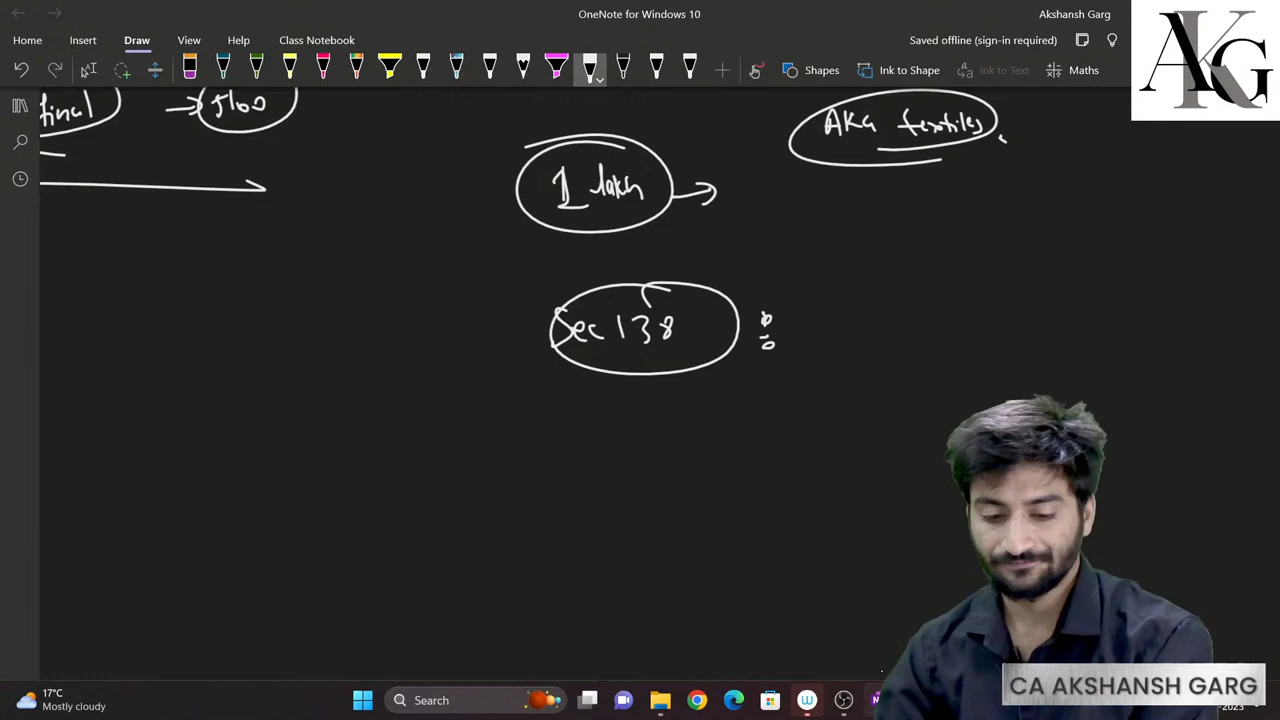 OneNote for Windows 10
Akshansh Garg
Home Insert Draw View Help Class Notebook
Saved offline (sign-in required)
Shapes Ink to Shape Ink to Text Maths
AKG
final → 5100
AKG textiles
1 lakh →
Sec 138 :
CA AKSHANSH GARG
17°C
Mostly cloudy
Search
-2023